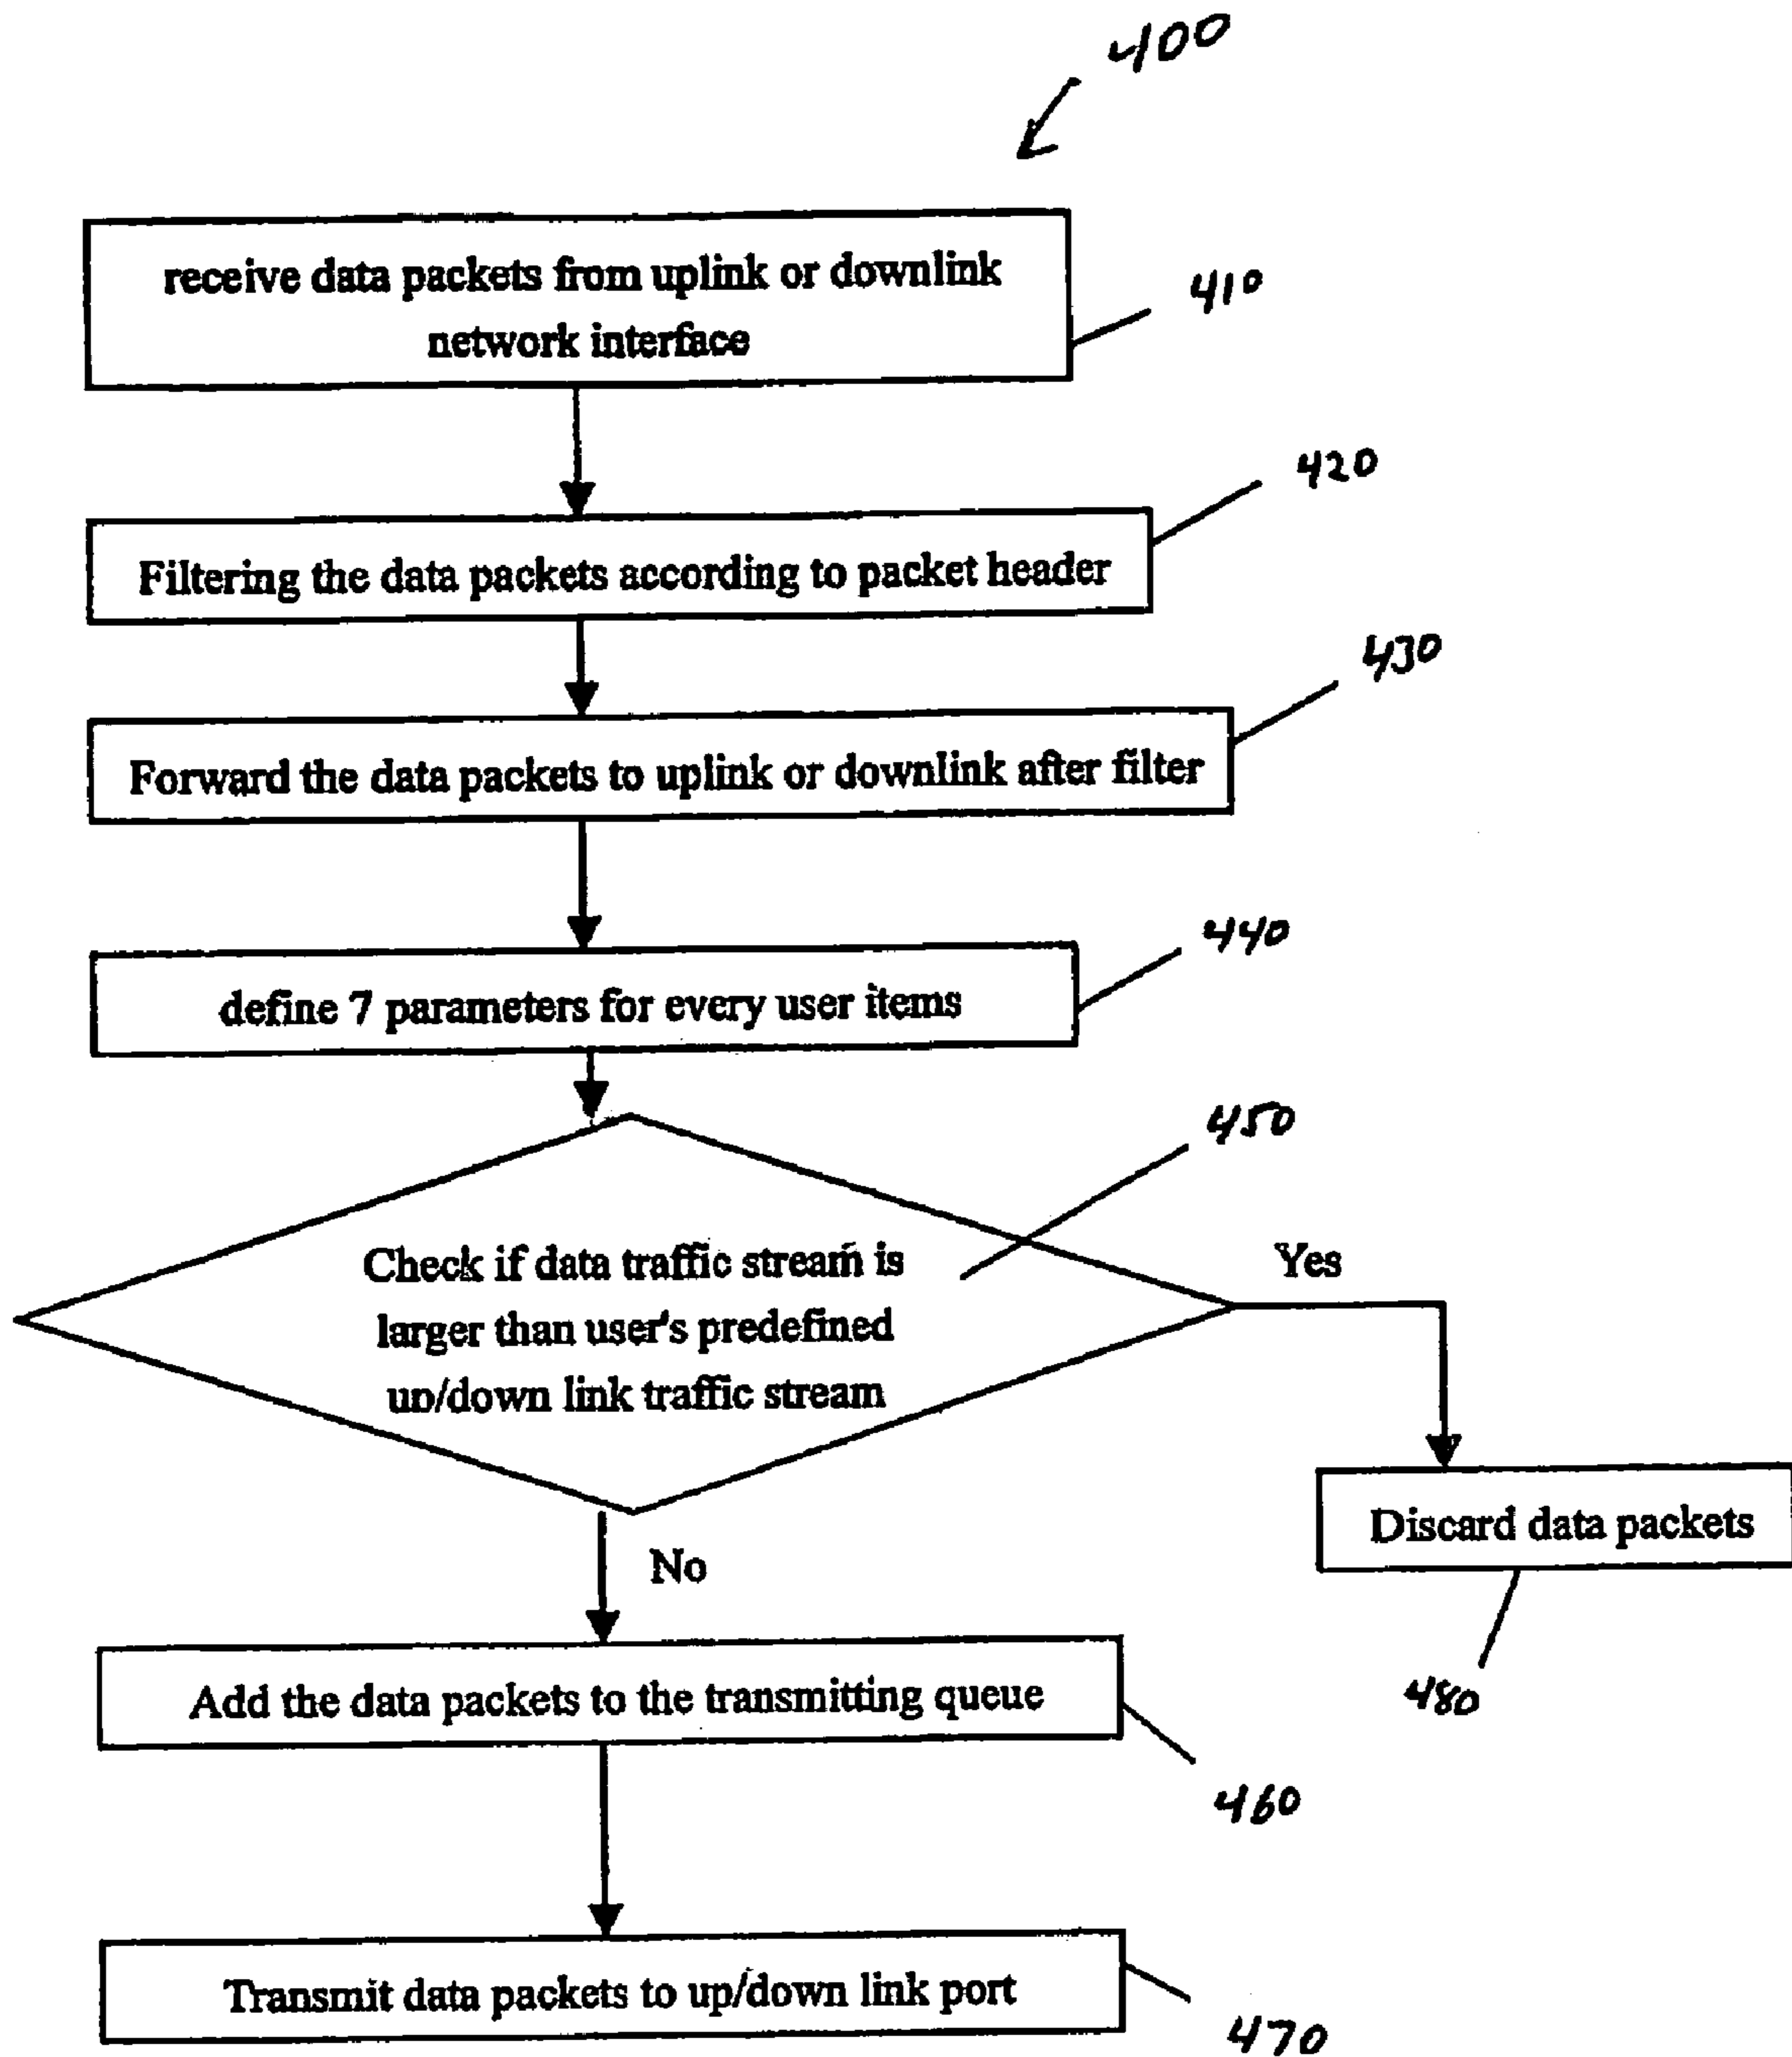 400
receive data packets from uplink or downlink
network interface
410
420
Filtering the data packets according to packet header
430
Forward the data packets to uplink or downlink after filter
440
define 7 parameters for every user items
450
Check if data traffic stream is
larger than user's predefined
up/down link traffic stream
Yes
Discard data packets
480
No
Add the data packets to the transmitting queue
460
Transmit data packets to up/down link port
470